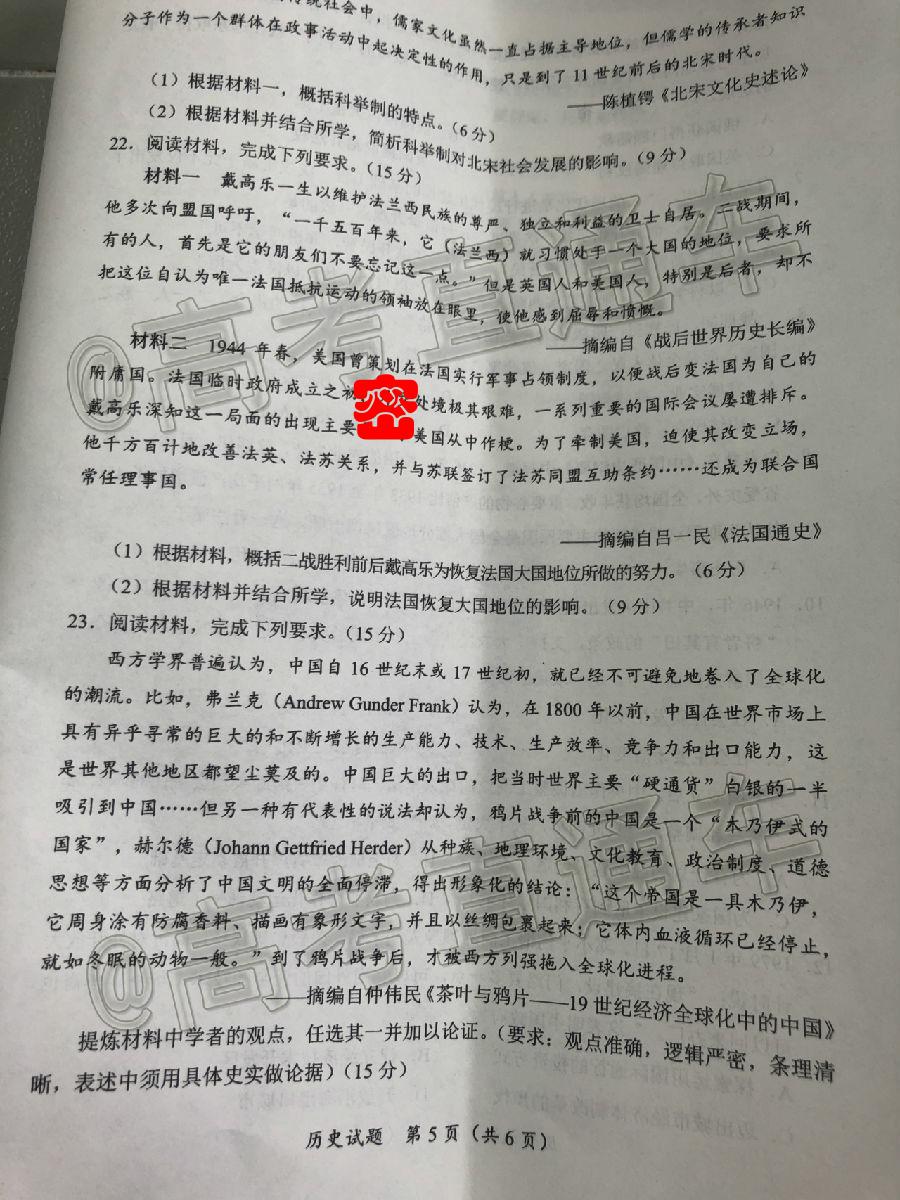 传统社会中，儒家文化虽然一直占据主导地位，但儒学的传承者知识
分子作为一个群体在政事活动中起决定性的作用，只是到了11世纪前后的北宋时代。
——陈植锷《北宋文化史述论》
（1）根据材料一，概括科举制的特点。（6分）
（2）根据材料并结合所学，简析科举制对北宋社会发展的影响。（9分）
22．阅读材料，完成下列要求。（15分）
材料一 戴高乐一生以维护法兰西民族的尊严、独立和利益的卫士自居。二战期间，
他多次向盟国呼吁，“一千五百年来，它（法兰西）就习惯处于一个大国的地位，要求所
有的人，首先是它的朋友们不要忘记这一点。”但是英国人和美国人，特别是后者，却不
把这位自认为唯一法国抵抗运动的领袖放在眼里，使他感到屈辱和愤慨。
——摘编自《战后世界历史长编》
材料二 1944年春，美国曾策划在法国实行军事占领制度，以便战后变法国为自己的
附庸国。法国临时政府成立之初 处境极其艰难，一系列重要的国际会议屡遭排斥。
戴高乐深知这一局面的出现主要 美国从中作梗。为了牵制美国，迫使其改变立场，
他千方百计地改善法英、法苏关系，并与苏联签订了法苏同盟互助条约……还成为联合国
常任理事国。
——摘编自吕一民《法国通史》
（1）根据材料，概括二战胜利前后戴高乐为恢复法国大国地位所做的努力。（6分）
（2）根据材料并结合所学，说明法国恢复大国地位的影响。（9分）
23．阅读材料，完成下列要求。（15分）
西方学界普遍认为，中国自16世纪末或17世纪初，就已经不可避免地卷入了全球化
的潮流。比如，弗兰克（Andrew Gunder Frank）认为，在1800年以前，中国在世界市场上
具有异乎寻常的巨大的和不断增长的生产能力、技术、生产效率、竞争力和出口能力，这
是世界其他地区都望尘莫及的。中国巨大的出口，把当时世界主要“硬通货”白银的一半
吸引到中国……但另一种有代表性的说法却认为，鸦片战争前的中国是一个“木乃伊式的
国家”，赫尔德（Johann Gettfried Herder）从种族、地理环境、文化教育、政治制度、道德
思想等方面分析了中国文明的全面停滞，得出形象化的结论：“这个帝国是一具木乃伊，
它周身涂有防腐香料、描画有象形文字，并且以丝绸包裹起来；它体内血液循环已经停止，
就如冬眠的动物一般。”到了鸦片战争后，才被西方列强拖入全球化进程。
——摘编自仲伟民《茶叶与鸦片——19世纪经济全球化中的中国》
提炼材料中学者的观点，任选其一并加以论证。（要求：观点准确，逻辑严密，条理清
晰，表述中须用具体史实做论据）（15分）
历史试题 第5页（共6页）
@高考直通车
@高考直通车